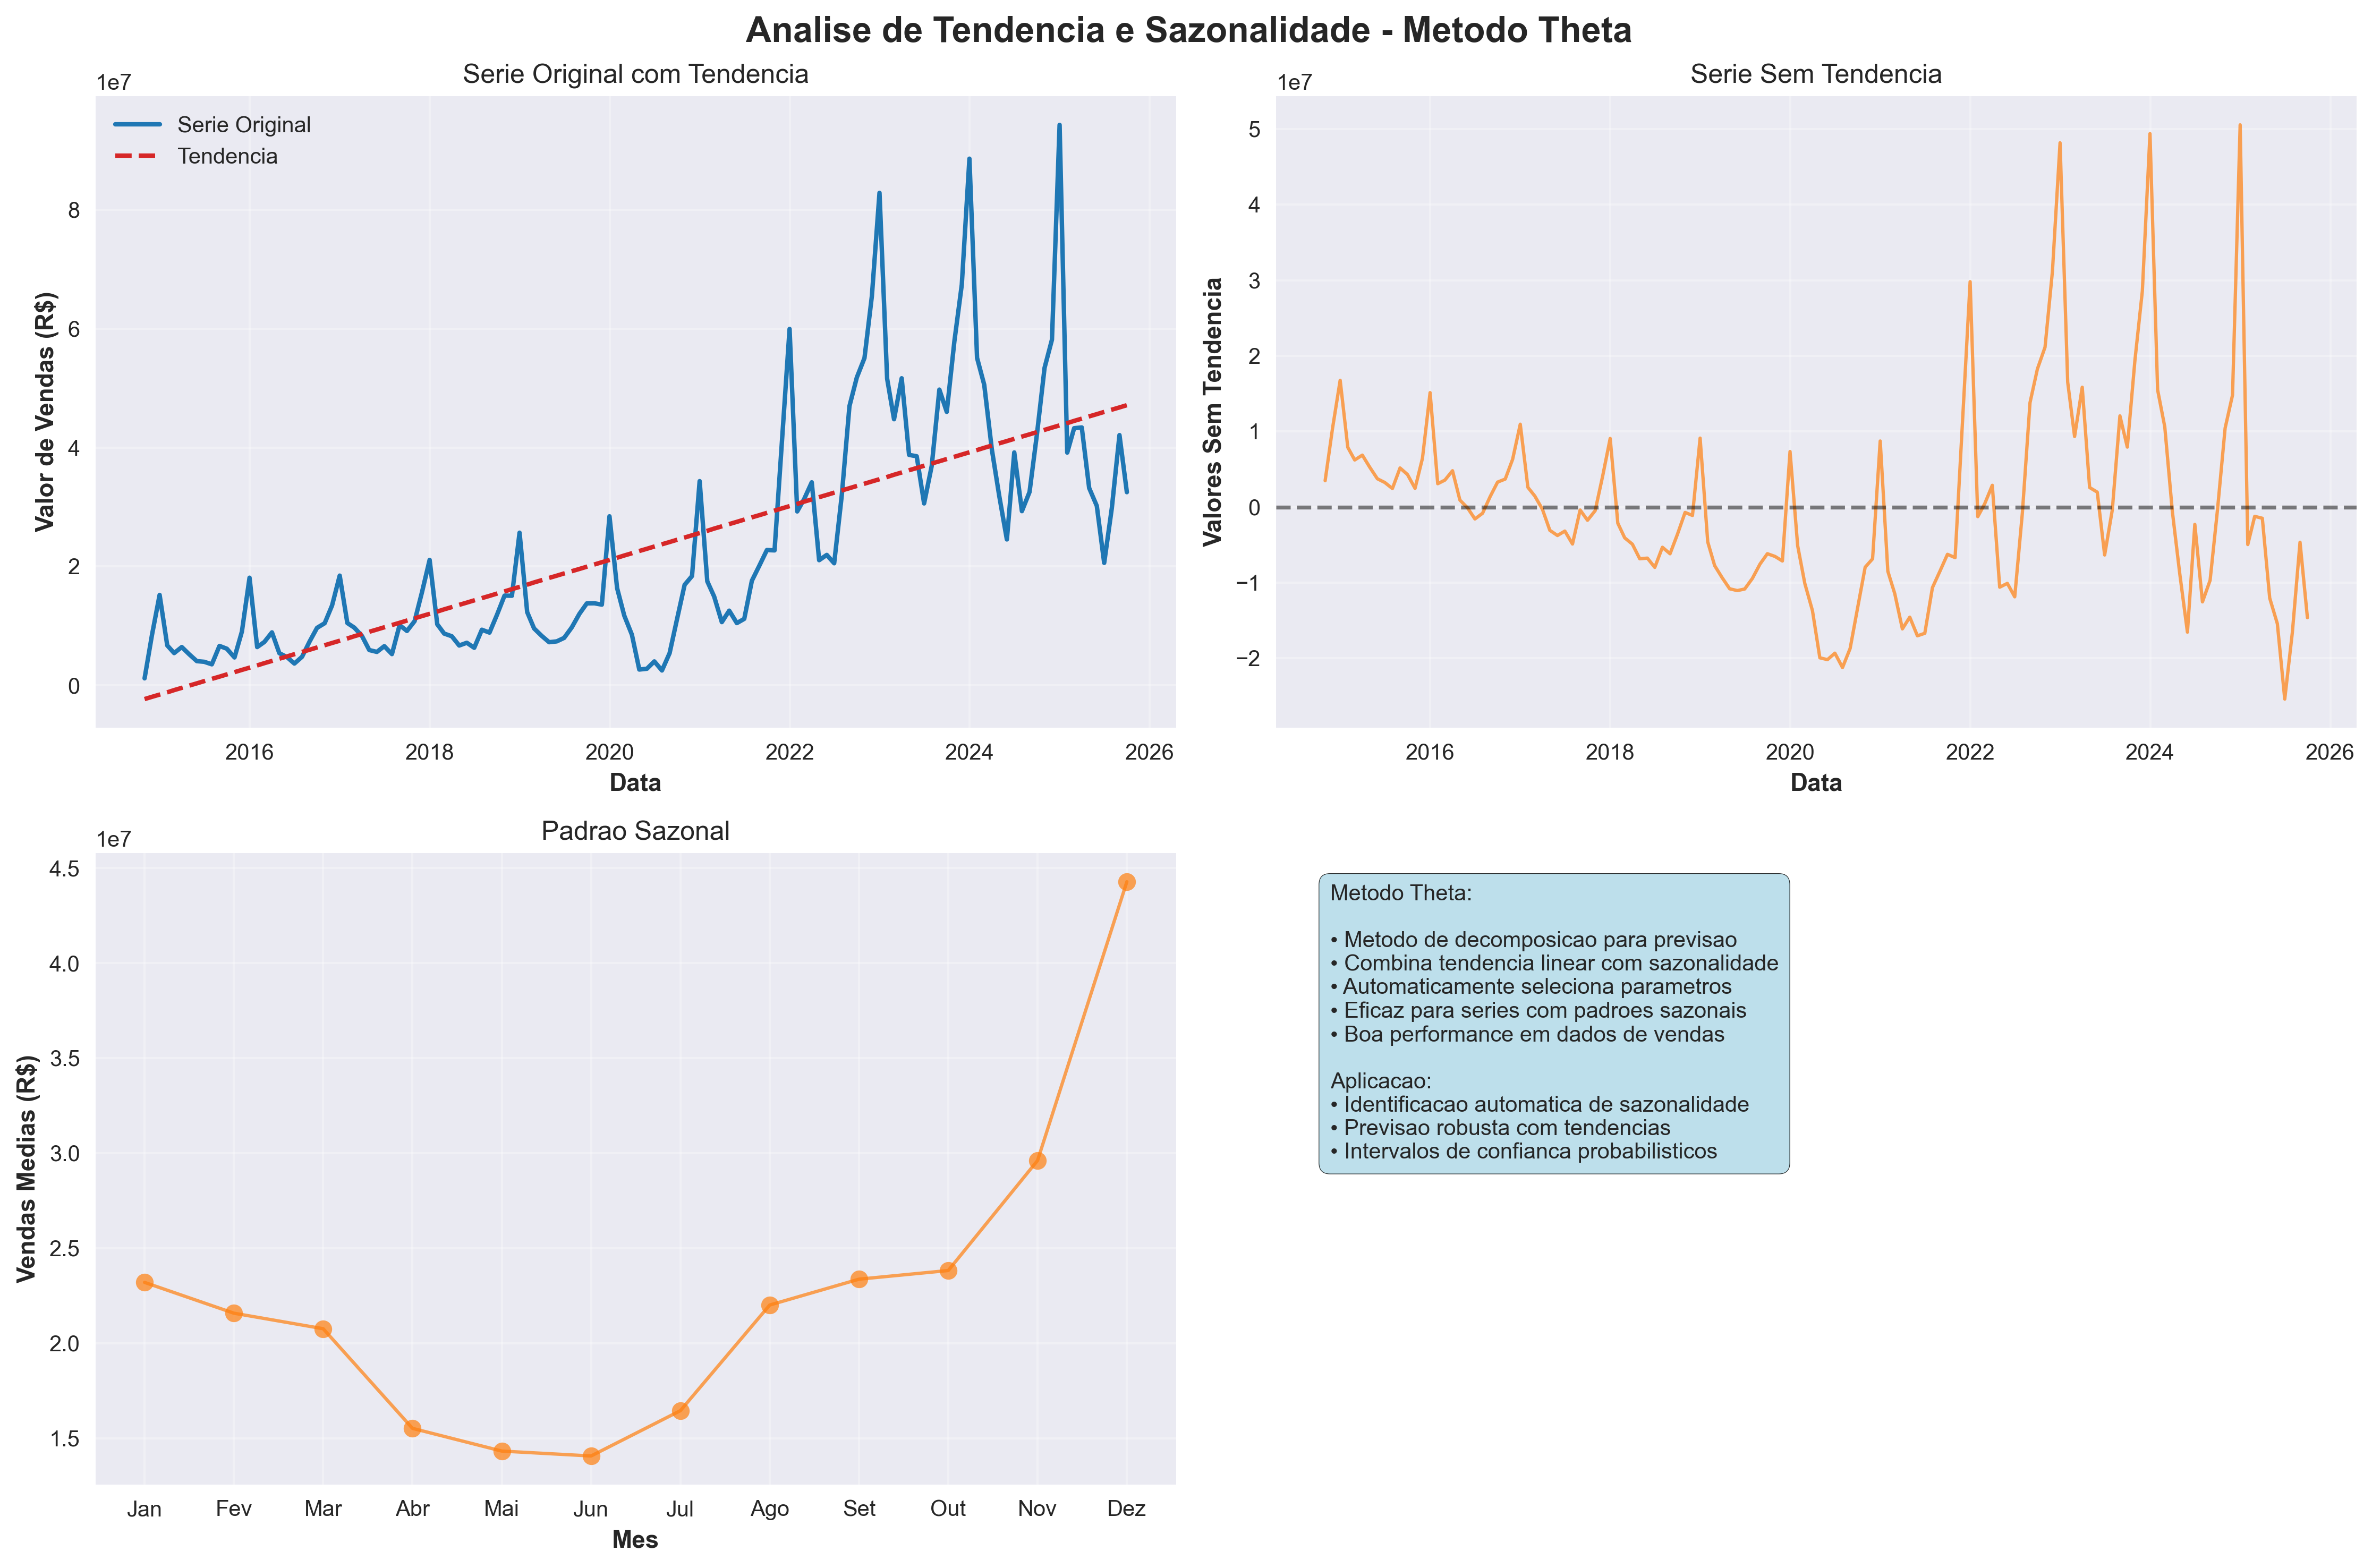 Analise de Tendencia e Sazonalidade - Metodo Theta
Serie Original com Tendencia
1e7
Serie Original
Tendencia
Valor de Vendas (R$)
8
6
4
2
0
2016 2018 2020 2022 2024 2026
Data
Serie Sem Tendencia
1e7
Valores Sem Tendencia
5
4
3
2
1
0
−1
−2
2016 2018 2020 2022 2024 2026
Data
Padrao Sazonal
1e7
Vendas Medias (R$)
4.5
4.0
3.5
3.0
2.5
2.0
1.5
Jan Fev Mar Abr Mai Jun Jul Ago Set Out Nov Dez
Mes
Metodo Theta:
• Metodo de decomposicao para previsao
• Combina tendencia linear com sazonalidade
• Automaticamente seleciona parametros
• Eficaz para series com padroes sazonais
• Boa performance em dados de vendas
Aplicacao:
• Identificacao automatica de sazonalidade
• Previsao robusta com tendencias
• Intervalos de confianca probabilisticos